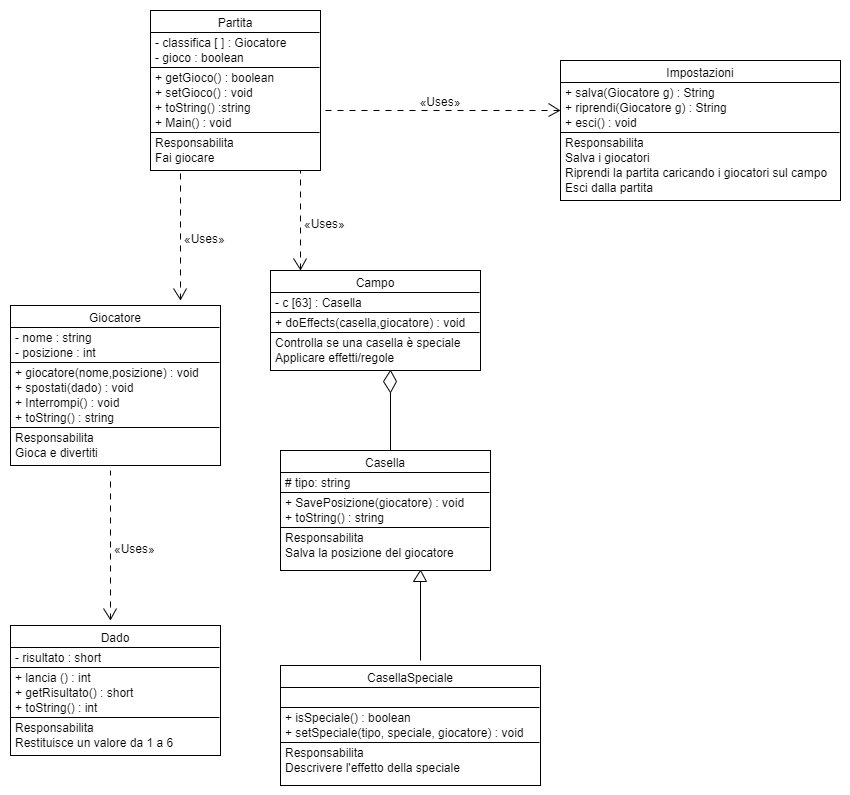 Partita
- classifica [ ] : Giocatore
- gioco : boolean
+ getGioco() : boolean
+ setGioco() : void
+ toString() :string
+ Main() : void
Responsabilita
Fai giocare
«Uses»
Impostazioni
+ salva(Giocatore g) : String
+ riprendi(Giocatore g) : String
+ esci() : void
Responsabilita
Salva i giocatori
Riprendi la partita caricando i giocatori sul campo
Esci dalla partita
«Uses»
«Uses»
Giocatore
- nome : string
- posizione : int
+ giocatore(nome,posizione) : void
+ spostati(dado) : void
+ Interrompi() : void
+ toString() : string
Responsabilita
Gioca e divertiti
Campo
- c [63] : Casella
+ doEffects(casella,giocatore) : void
Controlla se una casella è speciale
Applicare effetti/regole
Casella
# tipo: string
+ SavePosizione(giocatore) : void
+ toString() : string
Responsabilita
Salva la posizione del giocatore
«Uses»
Dado
- risultato : short
+ lancia () : int
+ getRisultato() : short
+ toString() : int
Responsabilita
Restituisce un valore da 1 a 6
CasellaSpeciale
+ isSpeciale() : boolean
+ setSpeciale(tipo, speciale, giocatore) : void
Responsabilita
Descrivere l'effetto della speciale